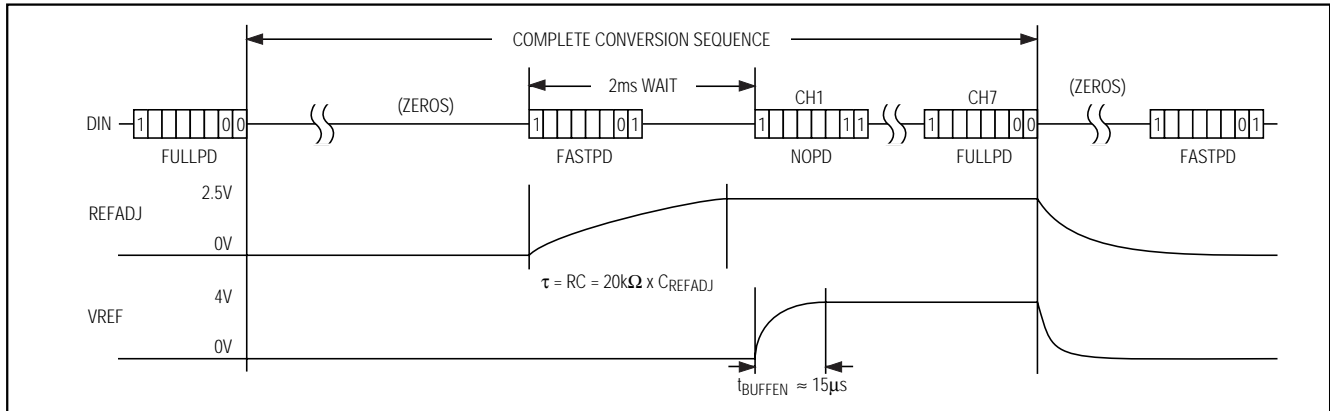 COMPLETE CONVERSION SEQUENCE
2ms WAIT
(ZEROS) CH1 CH7 (ZEROS)
DIN 1 0 0 1 0 1 1 1 1 1 0 0 1 0 1
FULLPD FASTPD NOPD FULLPD FASTPD
2.5V
REFADJ
0V
τ = RC = 20kΩ x CREFADJ
4V
VREF
0V
tBUFFEN ≈ 15µs